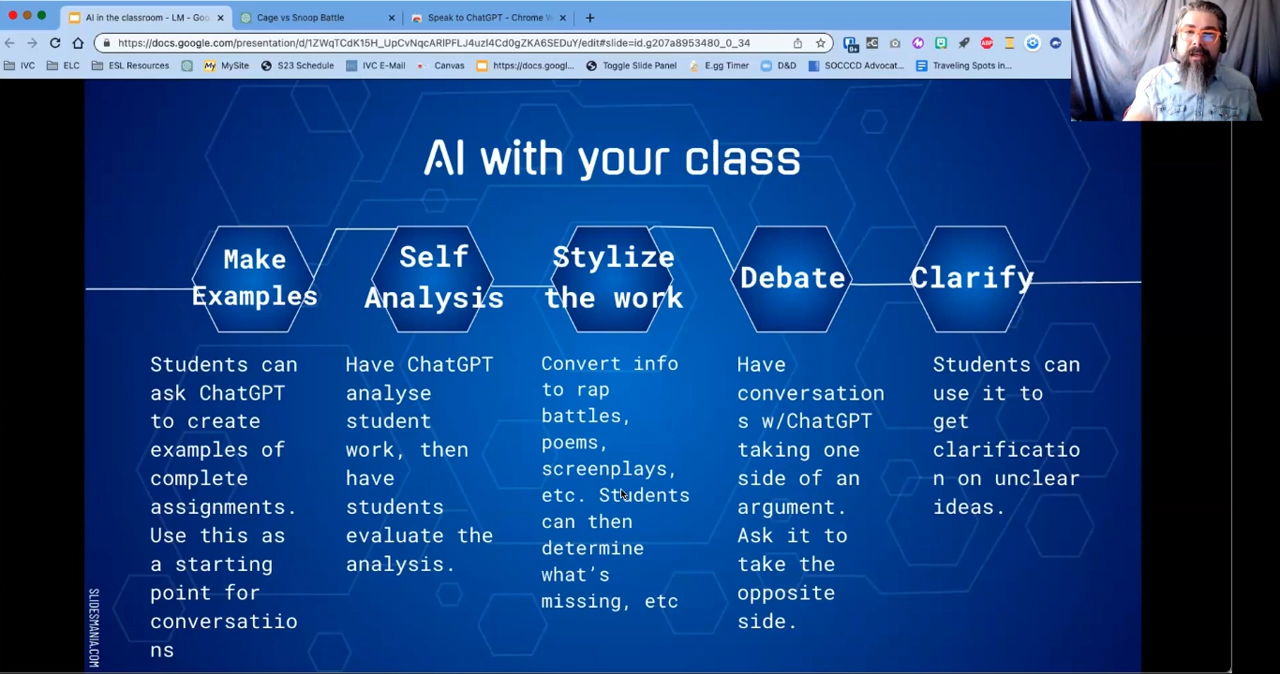 AI in the classroom - LM - Goo
Cage vs Snoop Battle
Speak to ChatGPT - Chrome W
https://docs.google.com/presentation/d/1ZWqTCdK15H_UpCvNqcARlPFLJ4uzI4Cd0gZKA6SEDuY/edit#slide=id.g207a8953480_0_34
IVC
ELC
ESL Resources
MySite
S23 Schedule
IVC E-Mail
Canvas
https://docs.googl...
Toggle Slide Panel
E.gg Timer
D&D
SOCCCD Advocat...
Traveling Spots in...
AI with your class
Make
Examples
Students can
ask ChatGPT
to create
examples of
complete
assignments.
Use this as
a starting
point for
conversatiio
ns
Self
Analysis
Have ChatGPT
analyse
student
work, then
have
students
evaluate the
analysis.
Stylize
the work
Convert info
to rap
battles,
poems,
screenplays,
etc. Students
can then
determine
what's
missing, etc
Debate
Have
conversation
s w/ChatGPT
taking one
side of an
argument.
Ask it to
take the
opposite
side.
Clarify
Students can
use it to
get
clarificatio
n on unclear
ideas.
SLIDESMANIA.COM